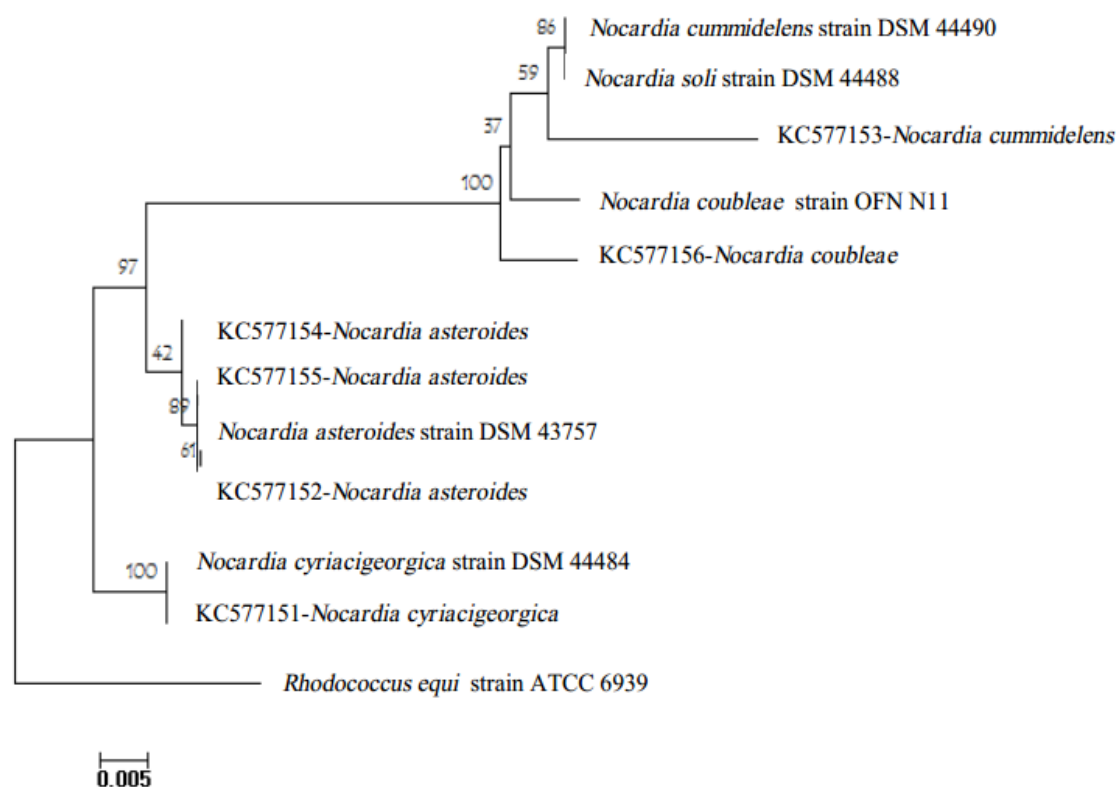 86
Nocardia cummidelens strain DSM 44490
59
Nocardia soli strain DSM 44488
37
KC577153-Nocardia cummidelens
100
Nocardia coubleae strain OFN N11
KC577156-Nocardia coubleae
97
KC577154-Nocardia asteroides
42
KC577155-Nocardia asteroides
89
Nocardia asteroides strain DSM 43757
61
KC577152-Nocardia asteroides
Nocardia cyriacigeorgica strain DSM 44484
100
KC577151-Nocardia cyriacigeorgica
Rhodococcus equi strain ATCC 6939
0.005